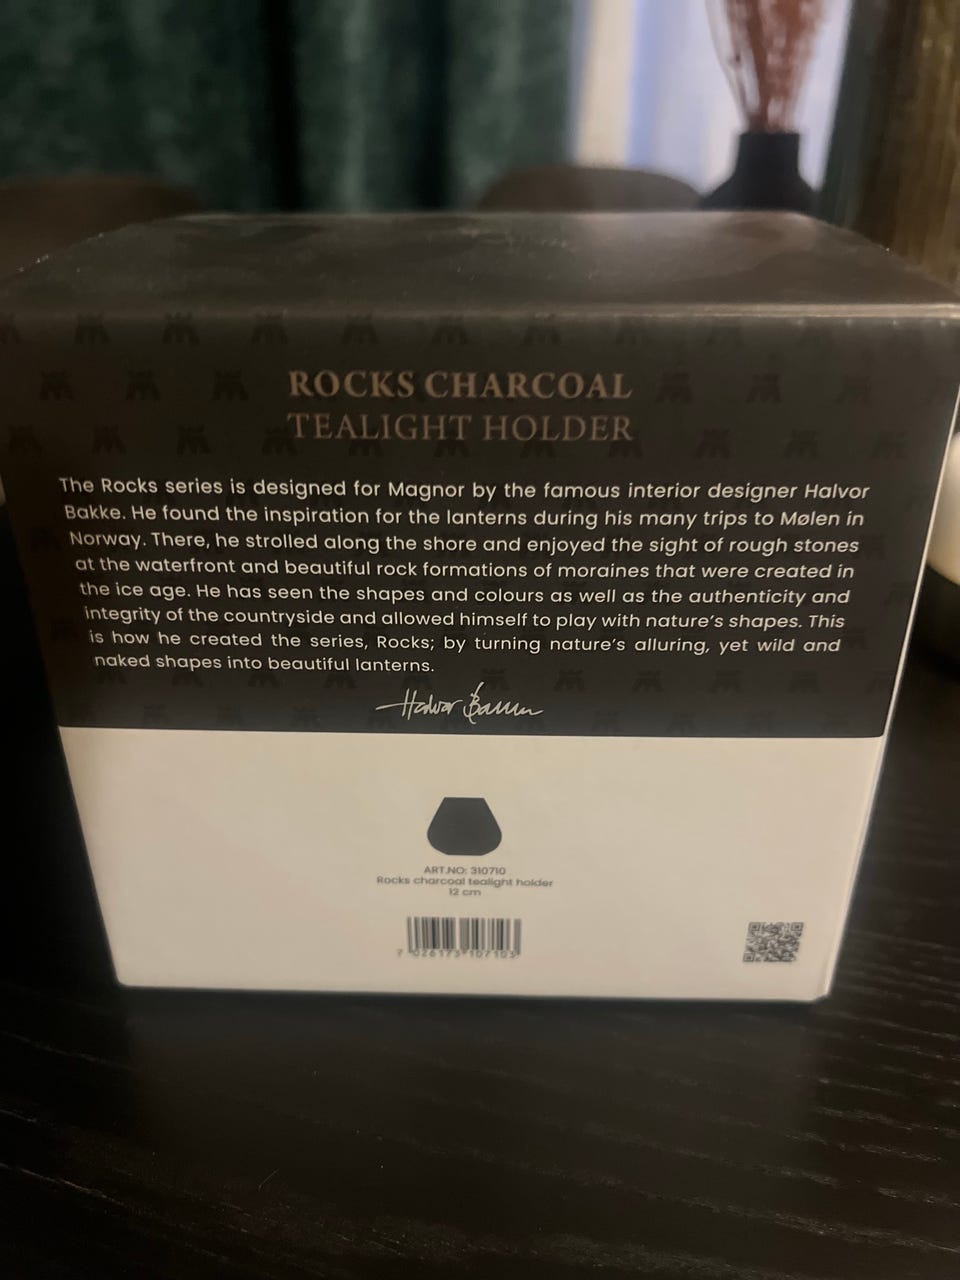 ROCKS CHARCOAL
TEALIGHT HOLDER
The Rocks series is designed for Magnor by the famous interior designer Halvor
Bakke. He found the inspiration for the lanterns during his many trips to Mølen in
Norway. There, he strolled along the shore and enjoyed the sight of rough stones
at the waterfront and beautiful rock formations of moraines that were created in
the ice age. He has seen the shapes and colours as well as the authenticity and
integrity of the countryside and allowed himself to play with nature's shapes. This
is how he created the series, Rocks; by turning nature's alluring, yet wild and
naked shapes into beautiful lanterns.
Halvor Bakke
ART.NO: 310710
Rocks charcoal tealight holder
12 cm
7 026173 107103